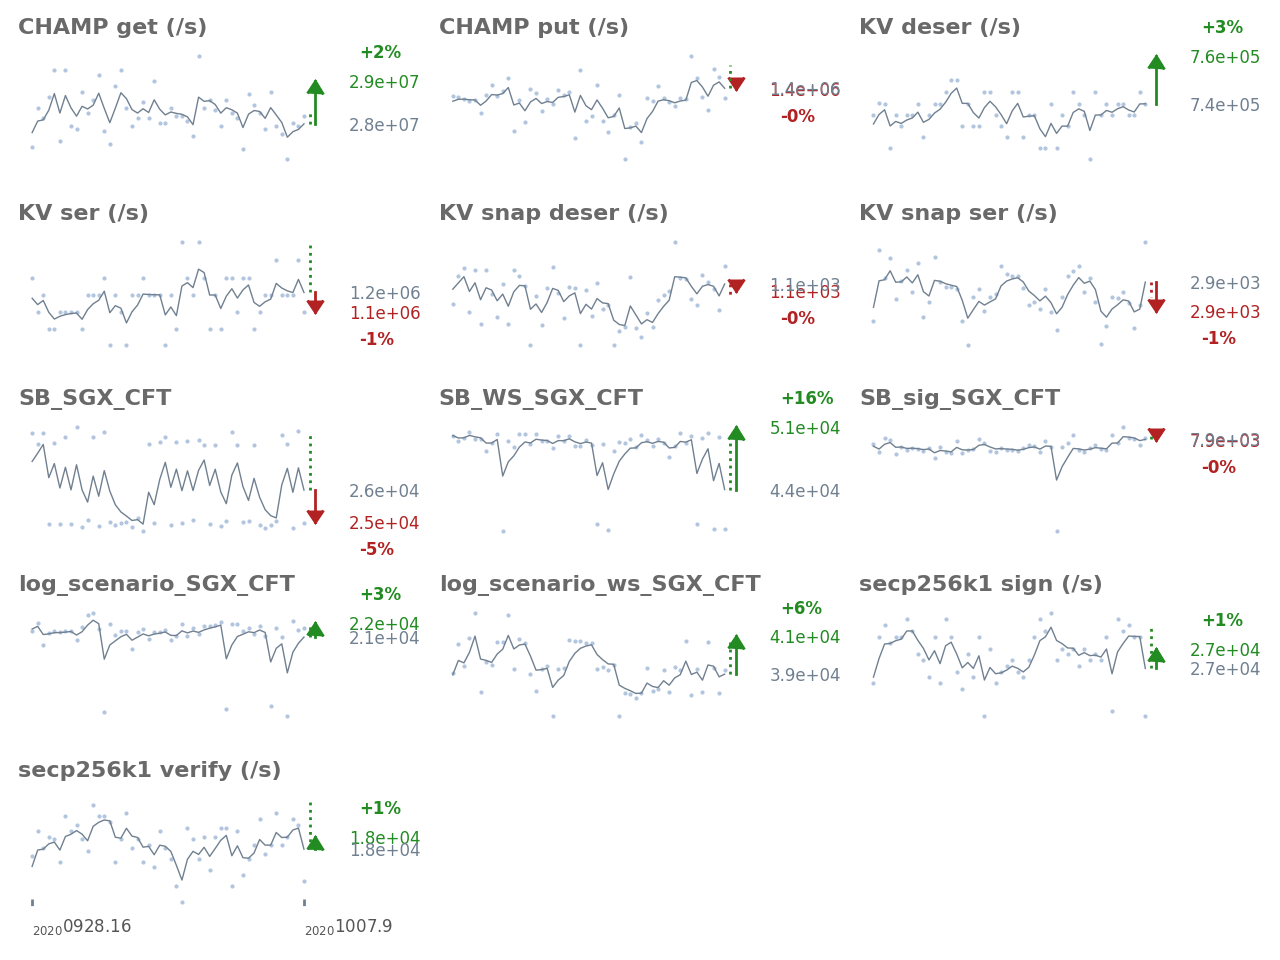 CHAMP get (/s)
+2%
2.9e+07
2.8e+07
CHAMP put (/s)
1.4e+06
-0%
KV deser (/s)
+3%
7.6e+05
7.4e+05
KV ser (/s)
1.2e+06
1.1e+06
-1%
KV snap deser (/s)
1.1e+03
1.1e+03
-0%
KV snap ser (/s)
2.9e+03
2.9e+03
-1%
SB_SGX_CFT
2.6e+04
2.5e+04
-5%
SB_WS_SGX_CFT
+16%
5.1e+04
4.4e+04
SB_sig_SGX_CFT
7.9e+03
-0%
log_scenario_SGX_CFT
+3%
2.2e+04
2.1e+04
log_scenario_ws_SGX_CFT
+6%
4.1e+04
3.9e+04
secp256k1 sign (/s)
+1%
2.7e+04
2.7e+04
secp256k1 verify (/s)
+1%
1.8e+04
1.8e+04
20200928.16
20201007.9